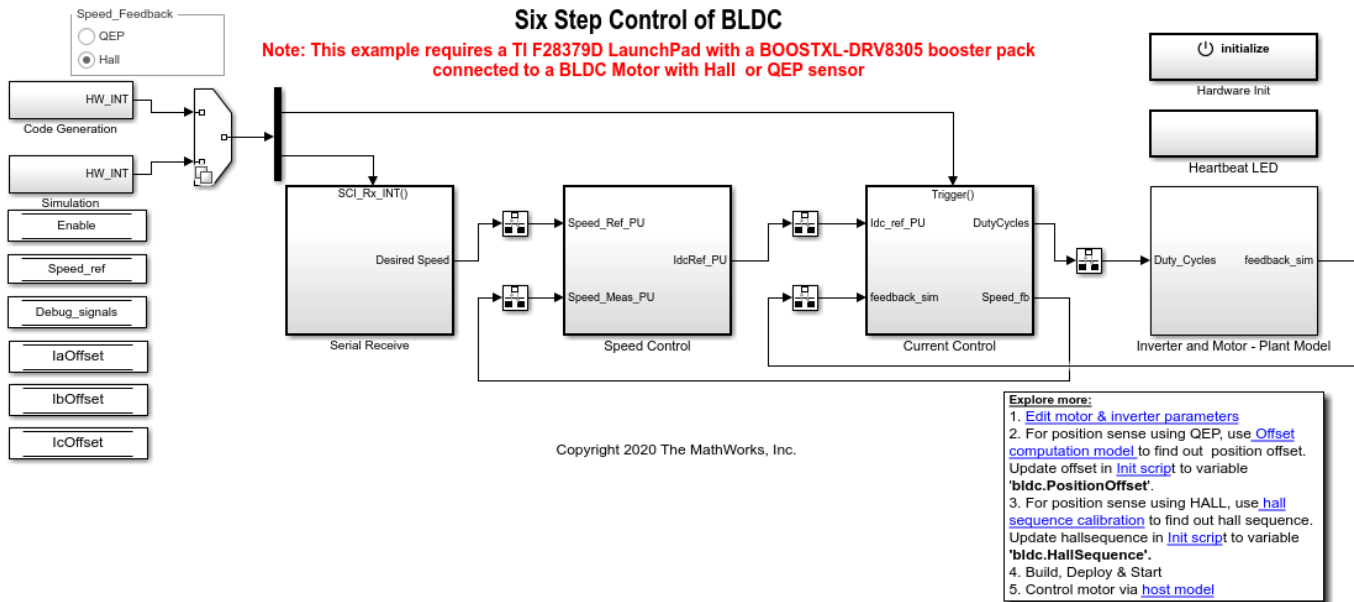 Six Step Control of BLDC
Note: This example requires a TI F28379D LaunchPad with a BOOSTXL-DRV8305 booster pack
connected to a BLDC Motor with Hall  or QEP sensor
Speed_Feedback
QEP
Hall
HW_INT
Code Generation
HW_INT
Simulation
Enable
Speed_ref
Debug_signals
IaOffset
IbOffset
IcOffset
SCI_Rx_INT()
Desired Speed
Serial Receive
Speed_Ref_PU
IdcRef_PU
Speed_Meas_PU
Speed Control
Trigger()
Idc_ref_PU
DutyCycles
feedback_sim
Speed_fb
Current Control
initialize
Hardware Init
Heartbeat LED
Duty_Cycles
feedback_sim
Inverter and Motor - Plant Model
Copyright 2020 The MathWorks, Inc.
Explore more:
1. Edit motor & inverter parameters
2. For position sense using QEP, use Offset
computation model to find out  position offset.
Update offset in Init script to variable
'bldc.PositionOffset'.
3. For position sense using HALL, use hall
sequence calibration to find out hall sequence.
Update hallsequence in Init script to variable
'bldc.HallSequence'.
4. Build, Deploy & Start
5. Control motor via host model